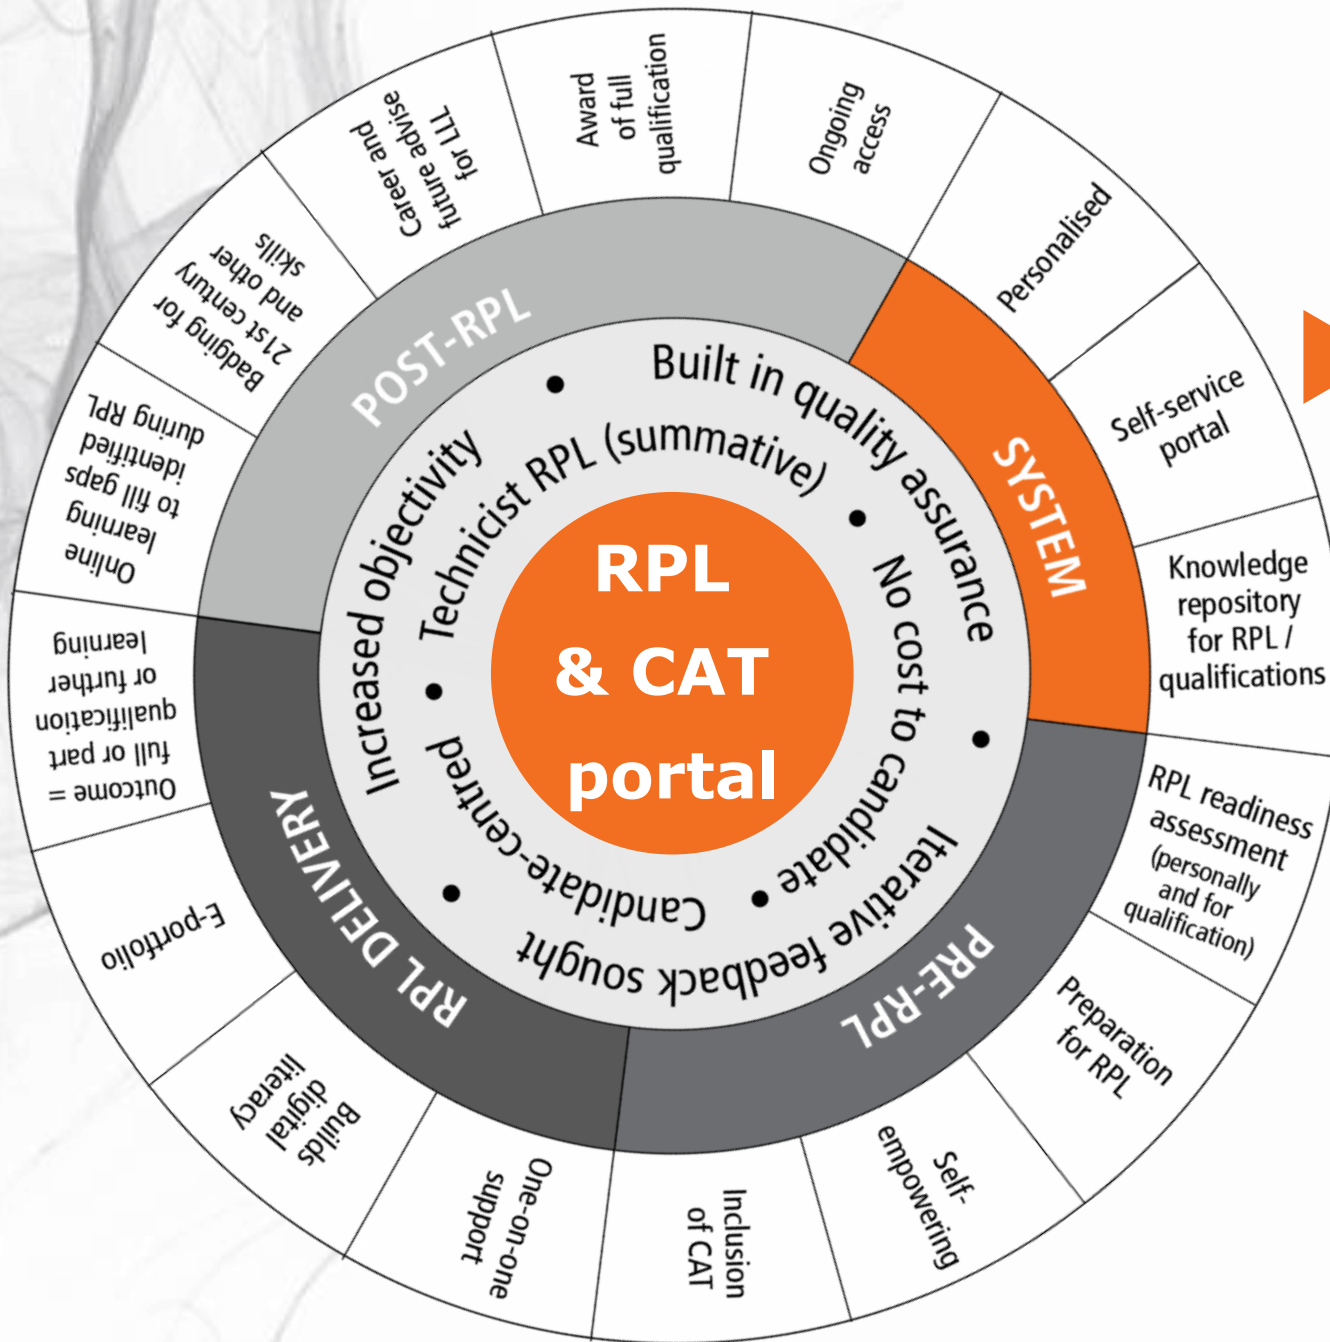 RPL
& CAT
portal
Technicist RPL (summative)
No cost to candidate
Candidate-centred
Built in quality assurance
Iterative feedback sought
Increased objectivity
SYSTEM
Personalised
Self-service
portal
Knowledge
repository
for RPL /
qualifications
PRE-RPL
RPL readiness
assessment
(personally
and for
qualification)
Preparation
for RPL
Self-
empowering
Inclusion
of CAT
RPL DELIVERY
One-on-one
support
Builds
digital
literacy
E-portfolio
Outcome =
full or part
qualification
or further
learning
POST-RPL
Online
learning
to fill gaps
identified
during RPL
Badging for
21st century
and other
skills
Career and
future advise
for LLL
Award
of full
qualification
Ongoing
access